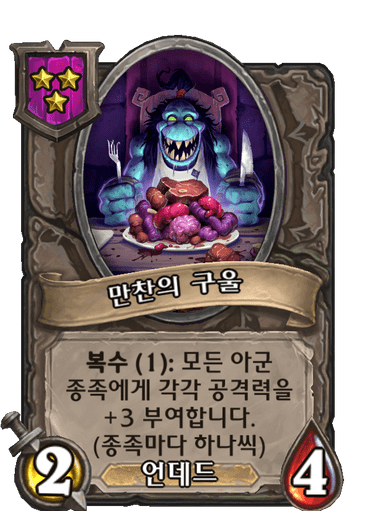 만찬의 구울
복수 (1): 모든 아군
종족에게 각각 공격력을
+3 부여합니다.
(종족마다 하나씩)
언데드
2
4